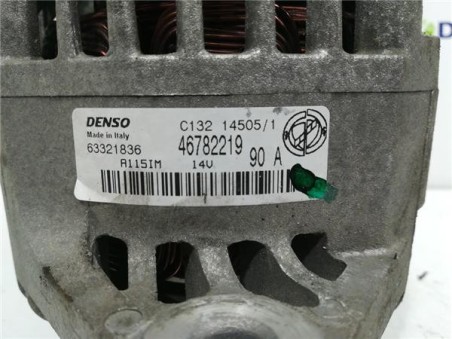 DENSO C132 14505/1
Made in Italy
63321836 46782219 90 A
A115IM 14V